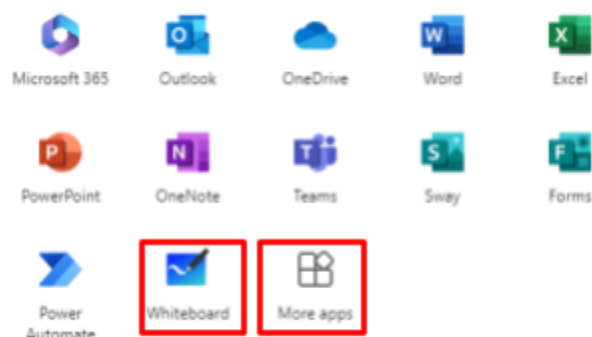 Microsoft 365
Outlook
OneDrive
Word
Excel
PowerPoint
OneNote
Teams
Sway
Forms
Power
Automate
Whiteboard
More apps